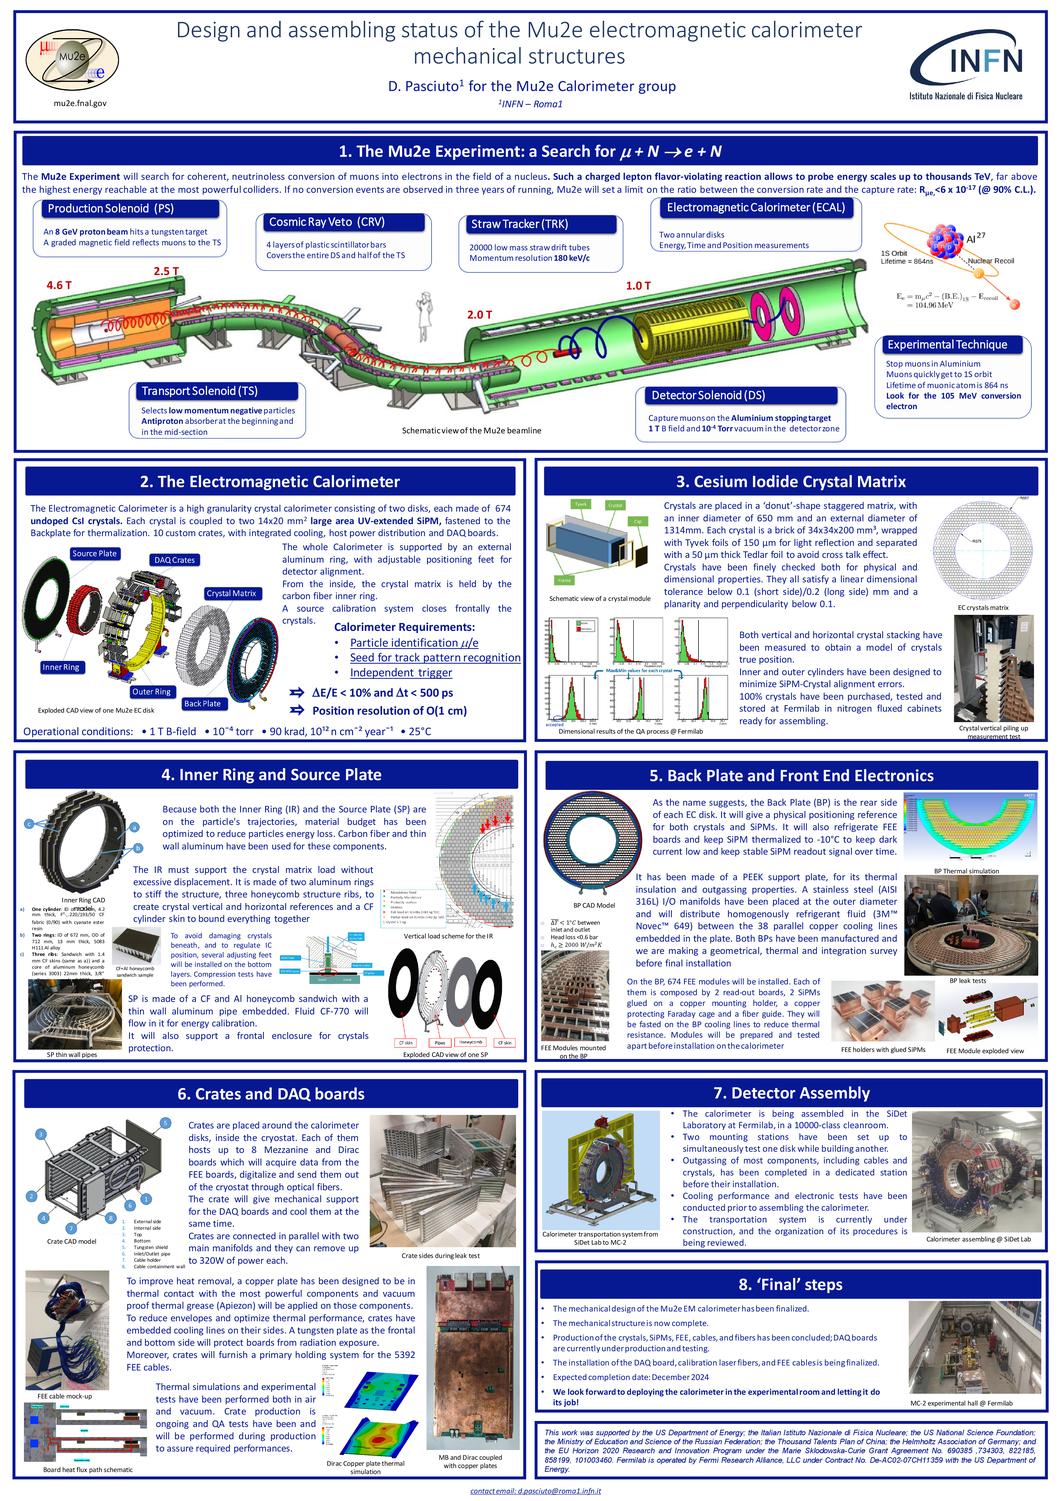 Design and assembling status of the Mu2e electromagnetic calorimeter
mechanical structures
D. Pasciuto¹ for the Mu2e Calorimeter group
¹INFN – Roma1
Mu2e
mu2e.fnal.gov
INFN
Istituto Nazionale di Fisica Nucleare
1. The Mu2e Experiment: a Search for μ + N → e + N
The Mu2e Experiment will search for coherent, neutrinoless conversion of muons into electrons in the field of a nucleus. Such a charged lepton flavor-violating reaction allows to probe energy scales up to thousands TeV, far above
the highest energy reachable at the most powerful colliders. If no conversion events are observed in three years of running, Mu2e will set a limit on the ratio between the conversion rate and the capture rate: Rμe,<6 x 10⁻¹⁷ (@ 90% C.L.).
Production Solenoid (PS)
An 8 GeV proton beam hits a tungsten target
A graded magnetic field reflects muons to the TS
Cosmic Ray Veto (CRV)
4 layers of plastic scintillator bars
Covers the entire DS and half of the TS
Straw Tracker (TRK)
20000 low mass straw drift tubes
Momentum resolution 180 keV/c
Electromagnetic Calorimeter (ECAL)
Two annular disks
Energy, Time and Position measurements
4.6 T
2.5 T
2.0 T
1.0 T
Al 27
1S Orbit
Lifetime = 864ns
Nuclear Recoil
Eₑ = mμc² − (B.E.)₁S − Erecoil
= 104.96 MeV
Experimental Technique
Stop muons in Aluminium
Muons quickly get to 1S orbit
Lifetime of muonic atom is 864 ns
Look for the 105 MeV conversion
electron
Transport Solenoid (TS)
Selects low momentum negative particles
Antiproton absorber at the beginning and
in the mid-section
Schematic view of the Mu2e beamline
Detector Solenoid (DS)
Capture muons on the Aluminium stopping target
1 T B field and 10⁻⁴ Torr vacuum in the detector zone
2. The Electromagnetic Calorimeter
The Electromagnetic Calorimeter is a high granularity crystal calorimeter consisting of two disks, each made of 674
undoped CsI crystals. Each crystal is coupled to two 14x20 mm² large area UV-extended SiPM, fastened to the
Backplate for thermalization. 10 custom crates, with integrated cooling, host power distribution and DAQ boards.
The whole Calorimeter is supported by an external
aluminum ring, with adjustable positioning feet for
detector alignment.
From the inside, the crystal matrix is held by the
carbon fiber inner ring.
A source calibration system closes frontally the
crystals.
Source Plate
DAQ Crates
Crystal Matrix
Inner Ring
Outer Ring
Back Plate
Exploded CAD view of one Mu2e EC disk
Calorimeter Requirements:
• Particle identification μ/e
• Seed for track pattern recognition
• Independent trigger
⇒ ΔE/E < 10% and Δt < 500 ps
⇒ Position resolution of O(1 cm)
Operational conditions: • 1 T B-field • 10⁻⁴ torr • 90 krad, 10¹² n cm⁻² year⁻¹ • 25°C
3. Cesium Iodide Crystal Matrix
Tyvek
Crystal
Cap
Frame
Schematic view of a crystal module
Crystals are placed in a 'donut'-shape staggered matrix, with
an inner diameter of 650 mm and an external diameter of
1314mm. Each crystal is a brick of 34x34x200 mm³, wrapped
with Tyvek foils of 150 μm for light reflection and separated
with a 50 μm thick Tedlar foil to avoid cross talk effect.
Crystals have been finely checked both for physical and
dimensional properties. They all satisfy a linear dimensional
tolerance below 0.1 (short side)/0.2 (long side) mm and a
planarity and perpendicularity below 0.1.
EC crystals matrix
Max&Min values for each crystal
accepted
Dimensional results of the QA process @ Fermilab
Both vertical and horizontal crystal stacking have
been measured to obtain a model of crystals
true position.
Inner and outer cylinders have been designed to
minimize SiPM-Crystal alignment errors.
100% crystals have been purchased, tested and
stored at Fermilab in nitrogen fluxed cabinets
ready for assembling.
Crystal vertical piling up
measurement test
4. Inner Ring and Source Plate
c
a
b
Inner Ring CAD
Because both the Inner Ring (IR) and the Source Plate (SP) are
on the particle's trajectories, material budget has been
optimized to reduce particles energy loss. Carbon fiber and thin
wall aluminum have been used for these components.
The IR must support the crystal matrix load without
excessive displacement. It is made of two aluminum rings
to stiff the structure, three honeycomb structure ribs, to
create crystal vertical and horizontal references and a CF
cylinder skin to bound everything together
mm thick, F-.220/193/50 CF
fabric (0/90) with cyanate ester
resin
b) Two rings: ID of 672 mm, OD of
712 mm, 13 mm thick, 5083
H111 Al alloy
c) Three ribs: Sandwich with 1.4
mm CF skins (same as a)) and a
core of aluminum honeycomb
(series 3003) 22mm thick, 3/8"
CF+Al honeycomb
sandwich sample
To avoid damaging crystals
beneath, and to regulate IC
position, several adjusting feet
will be installed on the bottom
layers. Compression tests have
been performed.
Vertical load scheme for the IR
SP thin wall pipes
SP is made of a CF and Al honeycomb sandwich with a
thin wall aluminum pipe embedded. Fluid CF-770 will
flow in it for energy calibration.
It will also support a frontal enclosure for crystals
protection.
CF skin
Pipes
Honeycomb
CF skin
Exploded CAD view of one SP
5. Back Plate and Front End Electronics
BP CAD Model
As the name suggests, the Back Plate (BP) is the rear side
of each EC disk. It will give a physical positioning reference
for both crystals and SiPMs. It will also refrigerate FEE
boards and keep SiPM thermalized to -10°C to keep dark
current low and keep stable SiPM readout signal over time.
BP Thermal simulation
It has been made of a PEEK support plate, for its thermal
insulation and outgassing properties. A stainless steel (AISI
316L) I/O manifolds have been placed at the outer diameter
and will distribute homogenously refrigerant fluid (3M™
Novec™ 649) between the 38 parallel copper cooling lines
embedded in the plate. Both BPs have been manufactured and
we are making a geometrical, thermal and integration survey
before final installation
ΔT < 1°C between
inlet and outlet
Head loss <0.6 bar
hc ≥ 2000 W/m²K
BP leak tests
On the BP, 674 FEE modules will be installed. Each of
them is composed by 2 read-out boards, 2 SiPMs
glued on a copper mounting holder, a copper
protecting Faraday cage and a fiber guide. They will
be fasted on the BP cooling lines to reduce thermal
resistance. Modules will be prepared and tested
apart before installation on the calorimeter
FEE Modules mounted
on the BP
FEE holders with glued SiPMs
FEE Module exploded view
6. Crates and DAQ boards
3
5
2
1
6
4
8
7
Crate CAD model
1. External side
2. Internal side
3. Top
4. Bottom
5. Tungsten shield
6. Inlet/Outlet pipe
7. Cable holder
8. Cable containment wall
Crates are placed around the calorimeter
disks, inside the cryostat. Each of them
hosts up to 8 Mezzanine and Dirac
boards which will acquire data from the
FEE boards, digitalize and send them out
of the cryostat through optical fibers.
The crate will give mechanical support
for the DAQ boards and cool them at the
same time.
Crates are connected in parallel with two
main manifolds and they can remove up
to 320W of power each.
Crate sides during leak test
To improve heat removal, a copper plate has been designed to be in
thermal contact with the most powerful components and vacuum
proof thermal grease (Apiezon) will be applied on those components.
To reduce envelopes and optimize thermal performance, crates have
embedded cooling lines on their sides. A tungsten plate as the frontal
and bottom side will protect boards from radiation exposure.
Moreover, crates will furnish a primary holding system for the 5392
FEE cables.
FEE cable mock-up
Thermal simulations and experimental
tests have been performed both in air
and vacuum. Crate production is
ongoing and QA tests have been and
will be performed during production
to assure required performances.
Board heat flux path schematic
Dirac Copper plate thermal
simulation
MB and Dirac coupled
with copper plates
7. Detector Assembly
Calorimeter transportation system from
SiDet Lab to MC-2
• The calorimeter is being assembled in the SiDet
Laboratory at Fermilab, in a 10000-class cleanroom.
• Two mounting stations have been set up to
simultaneously test one disk while building another.
• Outgassing of most components, including cables and
crystals, has been completed in a dedicated station
before their installation.
• Cooling performance and electronic tests have been
conducted prior to assembling the calorimeter.
• The transportation system is currently under
construction, and the organization of its procedures is
being reviewed.
Calorimeter assembling @ SiDet Lab
8. 'Final' steps
• The mechanical design of the Mu2e EM calorimeter has been finalized.
• The mechanical structure is now complete.
• Production of the crystals, SiPMs, FEE, cables, and fibers has been concluded; DAQ boards
are currently under production and testing.
• The installation of the DAQ board, calibration laser fibers, and FEE cables is being finalized.
• Expected completion date: December 2024
• We look forward to deploying the calorimeter in the experimental room and letting it do
its job!
MC-2 experimental hall @ Fermilab
This work was supported by the US Department of Energy; the Italian Istituto Nazionale di Fisica Nucleare; the US National Science Foundation;
the Ministry of Education and Science of the Russian Federation; the Thousand Talents Plan of China; the Helmholtz Association of Germany; and
the EU Horizon 2020 Research and Innovation Program under the Marie Sklodowska-Curie Grant Agreement No. 690385 ,734303, 822185,
858199, 101003460. Fermilab is operated by Fermi Research Alliance, LLC under Contract No. De-AC02-07CH11359 with the US Department of
Energy.
contact email: d.pasciuto@roma1.infn.it